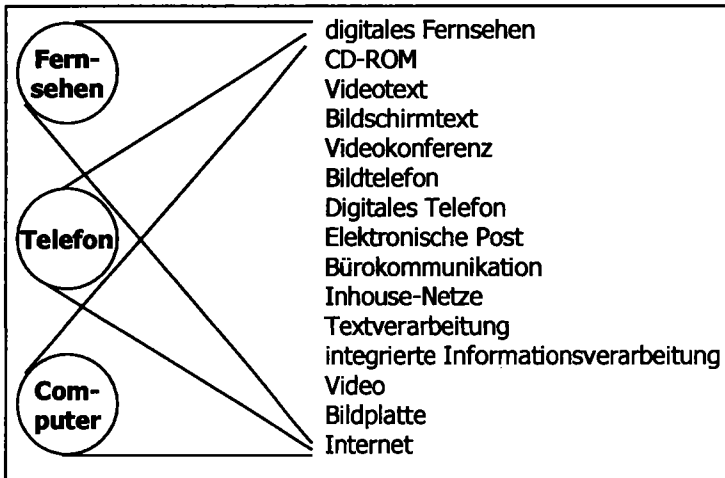 Fern-
sehen
Telefon
Com-
puter
digitales Fernsehen
CD-ROM
Videotext
Bildschirmtext
Videokonferenz
Bildtelefon
Digitales Telefon
Elektronische Post
Bürokommunikation
Inhouse-Netze
Textverarbeitung
integrierte Informationsverarbeitung
Video
Bildplatte
Internet